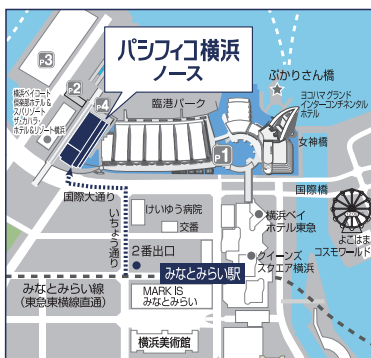 パシフィコ横浜
ノース
P3
P2
P4
横浜ベイコート
倶楽部ホテル&
スパリゾート
ザ・カハラ・
ホテル&リゾート横浜
臨港パーク
ぷかりさん橋
ヨコハマ グランド
インターコンチネンタル
ホテル
女神橋
P1
国際大通り
国際橋
いちょう通り
けいゆう病院
交番
横浜ベイ
ホテル東急
よこはま
コスモワールド
2番出口
クイーンズ
スクエア横浜
みなとみらい駅
みなとみらい線
(東急東横線直通)
MARK IS
みなとみらい
横浜美術館